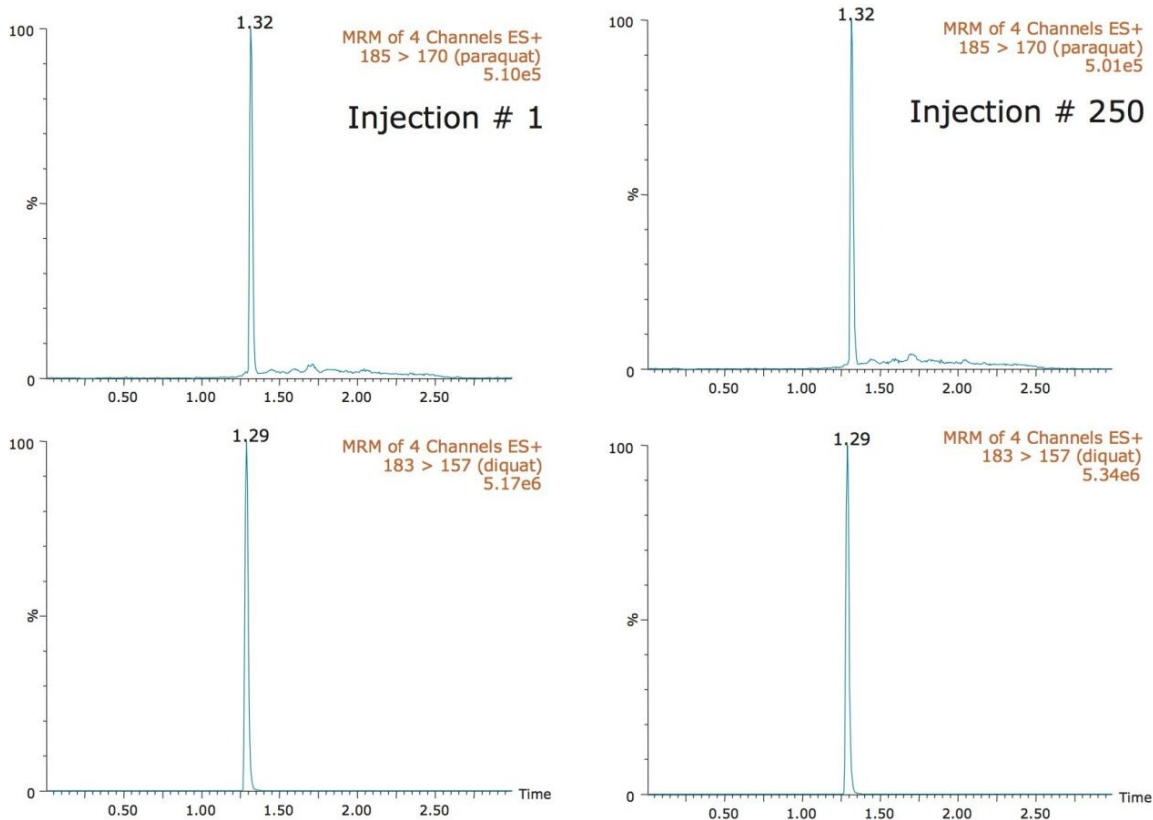 1.32
100
MRM of 4 Channels ES+
185 > 170 (paraquat)
5.10e5
Injection # 1
%
0
0.50 1.00 1.50 2.00 2.50
1.32
100
MRM of 4 Channels ES+
185 > 170 (paraquat)
5.01e5
Injection # 250
%
0
0.50 1.00 1.50 2.00 2.50
1.29
100
MRM of 4 Channels ES+
183 > 157 (diquat)
5.17e6
%
0
0.50 1.00 1.50 2.00 2.50
Time
1.29
100
MRM of 4 Channels ES+
183 > 157 (diquat)
5.34e6
%
0
0.50 1.00 1.50 2.00 2.50
Time